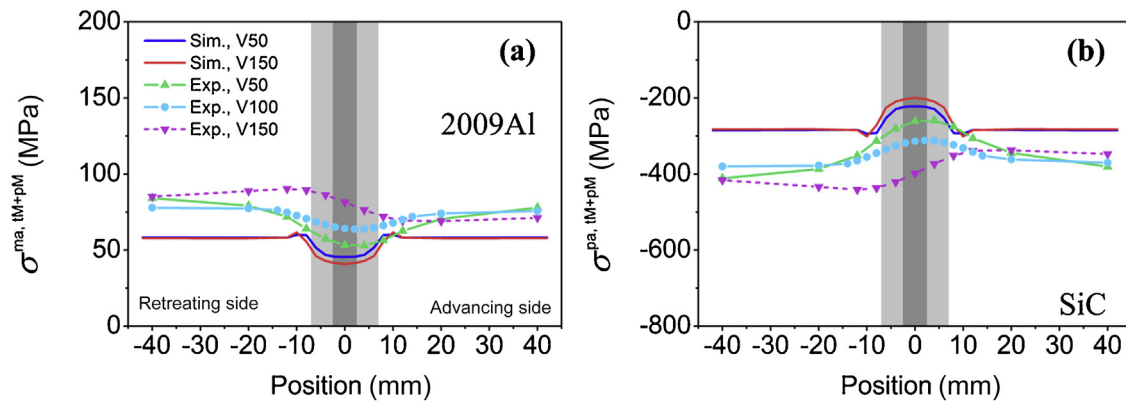 200
150
100
50
0
σ^ma, tM+pM (MPa)
Sim., V50
Sim., V150
Exp., V50
Exp., V100
Exp., V150
(a)
2009Al
Retreating side
Advancing side
-40 -30 -20 -10 0 10 20 30 40
Position (mm)
0
-200
-400
-600
-800
σ^pa, tM+pM (MPa)
(b)
SiC
-40 -30 -20 -10 0 10 20 30 40
Position (mm)